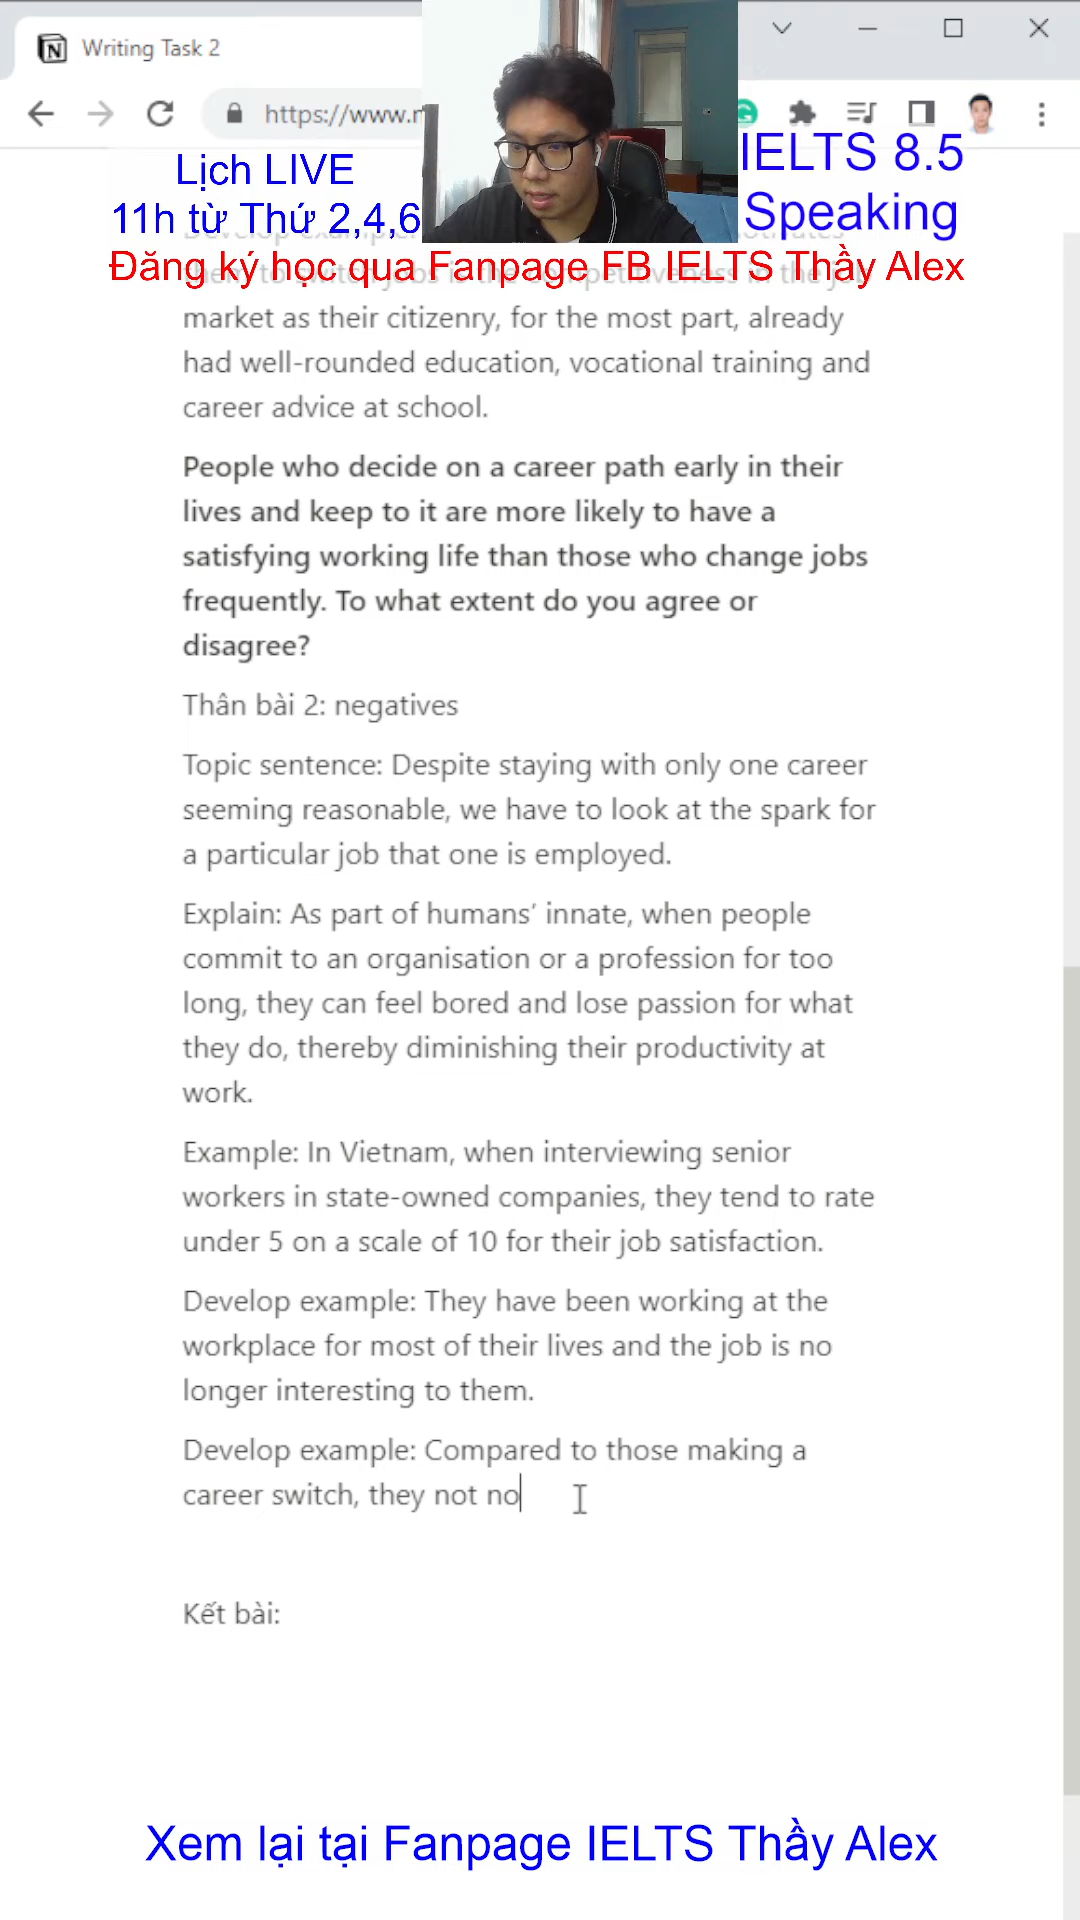 Writing Task 2
https://www.n
Lịch LIVE
11h từ Thứ 2,4,6
IELTS 8.5
Speaking
Đăng ký học qua Fanpage FB IELTS Thầy Alex
market as their citizenry, for the most part, already
had well-rounded education, vocational training and
career advice at school.
People who decide on a career path early in their
lives and keep to it are more likely to have a
satisfying working life than those who change jobs
frequently. To what extent do you agree or
disagree?
Thân bài 2: negatives
Topic sentence: Despite staying with only one career
seeming reasonable, we have to look at the spark for
a particular job that one is employed.
Explain: As part of humans’ innate, when people
commit to an organisation or a profession for too
long, they can feel bored and lose passion for what
they do, thereby diminishing their productivity at
work.
Example: In Vietnam, when interviewing senior
workers in state-owned companies, they tend to rate
under 5 on a scale of 10 for their job satisfaction.
Develop example: They have been working at the
workplace for most of their lives and the job is no
longer interesting to them.
Develop example: Compared to those making a
career switch, they not no
Kết bài:
Xem lại tại Fanpage IELTS Thầy Alex